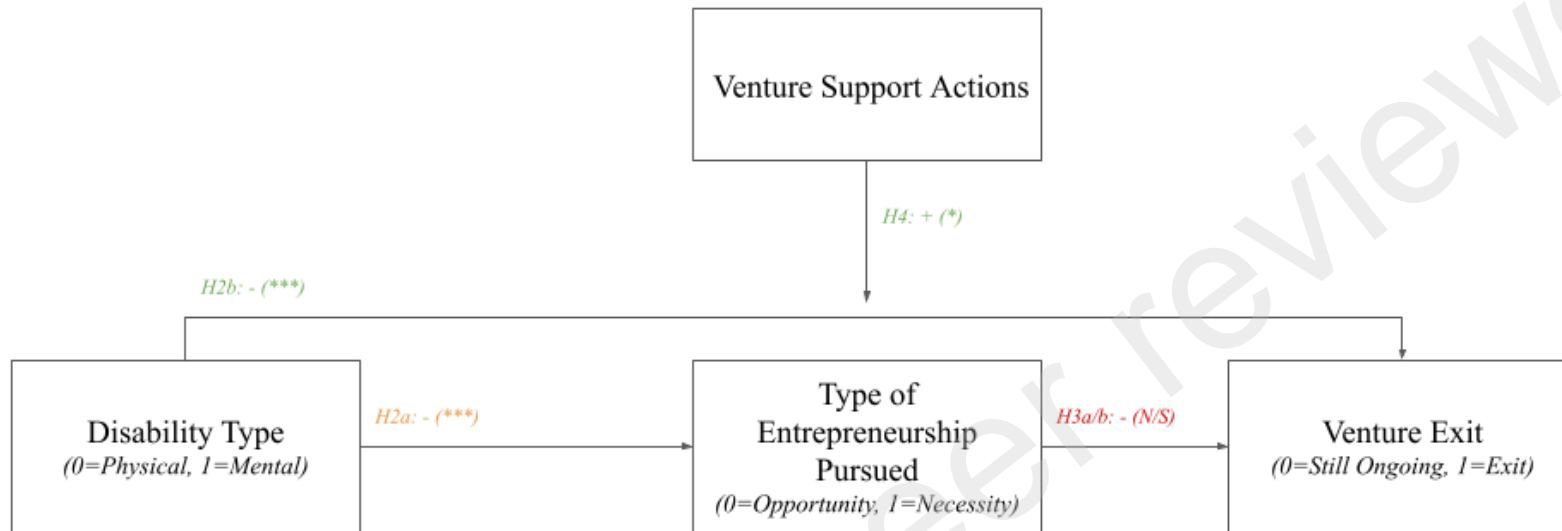 Venture Support Actions
H4: + (*)
H2b: - (***)
Disability Type
(0=Physical, 1=Mental)
H2a: - (***)
Type of
Entrepreneurship
Pursued
(0=Opportunity, 1=Necessity)
H3a/b: - (N/S)
Venture Exit
(0=Still Ongoing, 1=Exit)
eer review